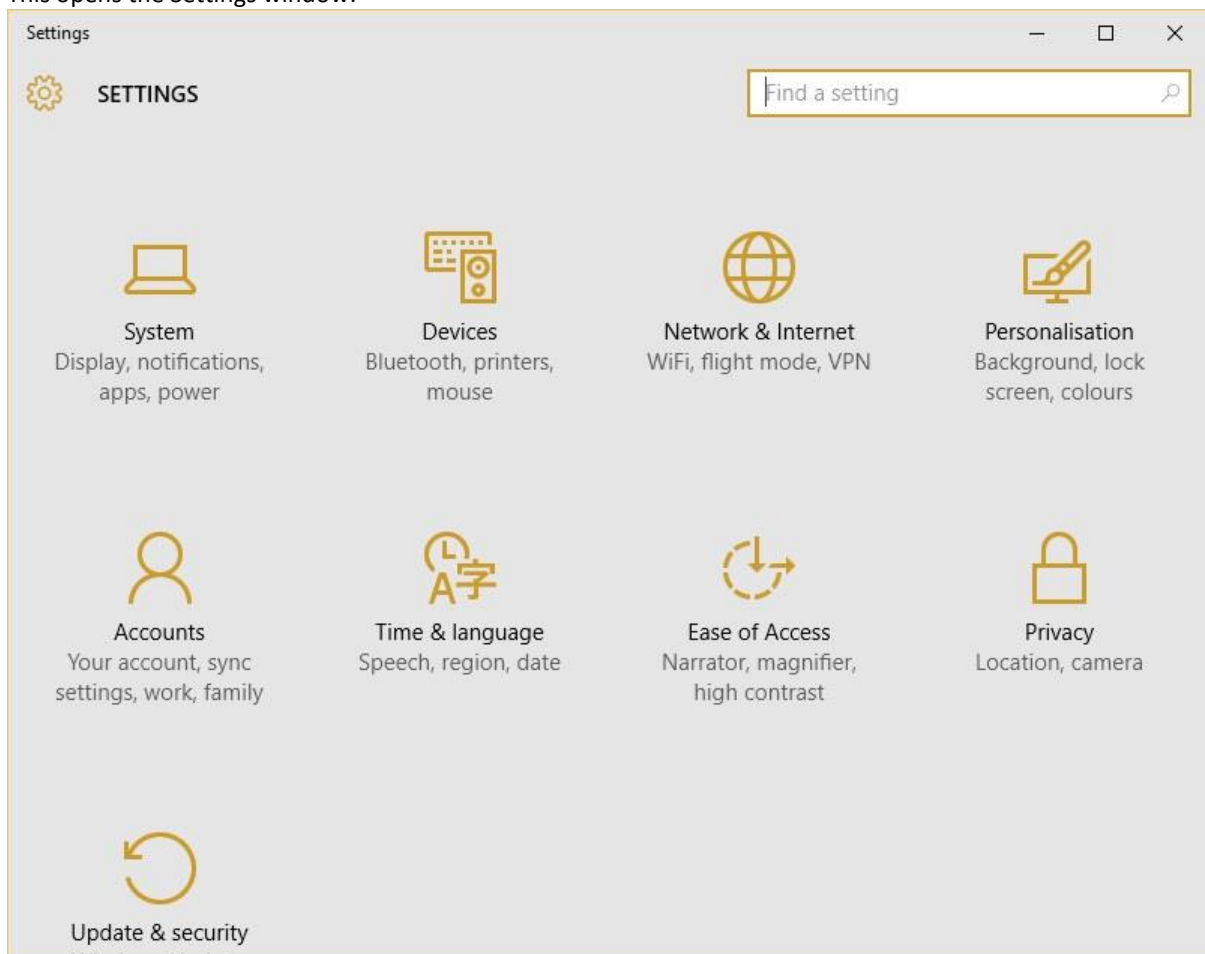 Settings
SETTINGS
Find a setting
System
Display, notifications,
apps, power
Devices
Bluetooth, printers,
mouse
Network & Internet
WiFi, flight mode, VPN
Personalisation
Background, lock
screen, colours
Accounts
Your account, sync
settings, work, family
Time & language
Speech, region, date
Ease of Access
Narrator, magnifier,
high contrast
Privacy
Location, camera
Update & security